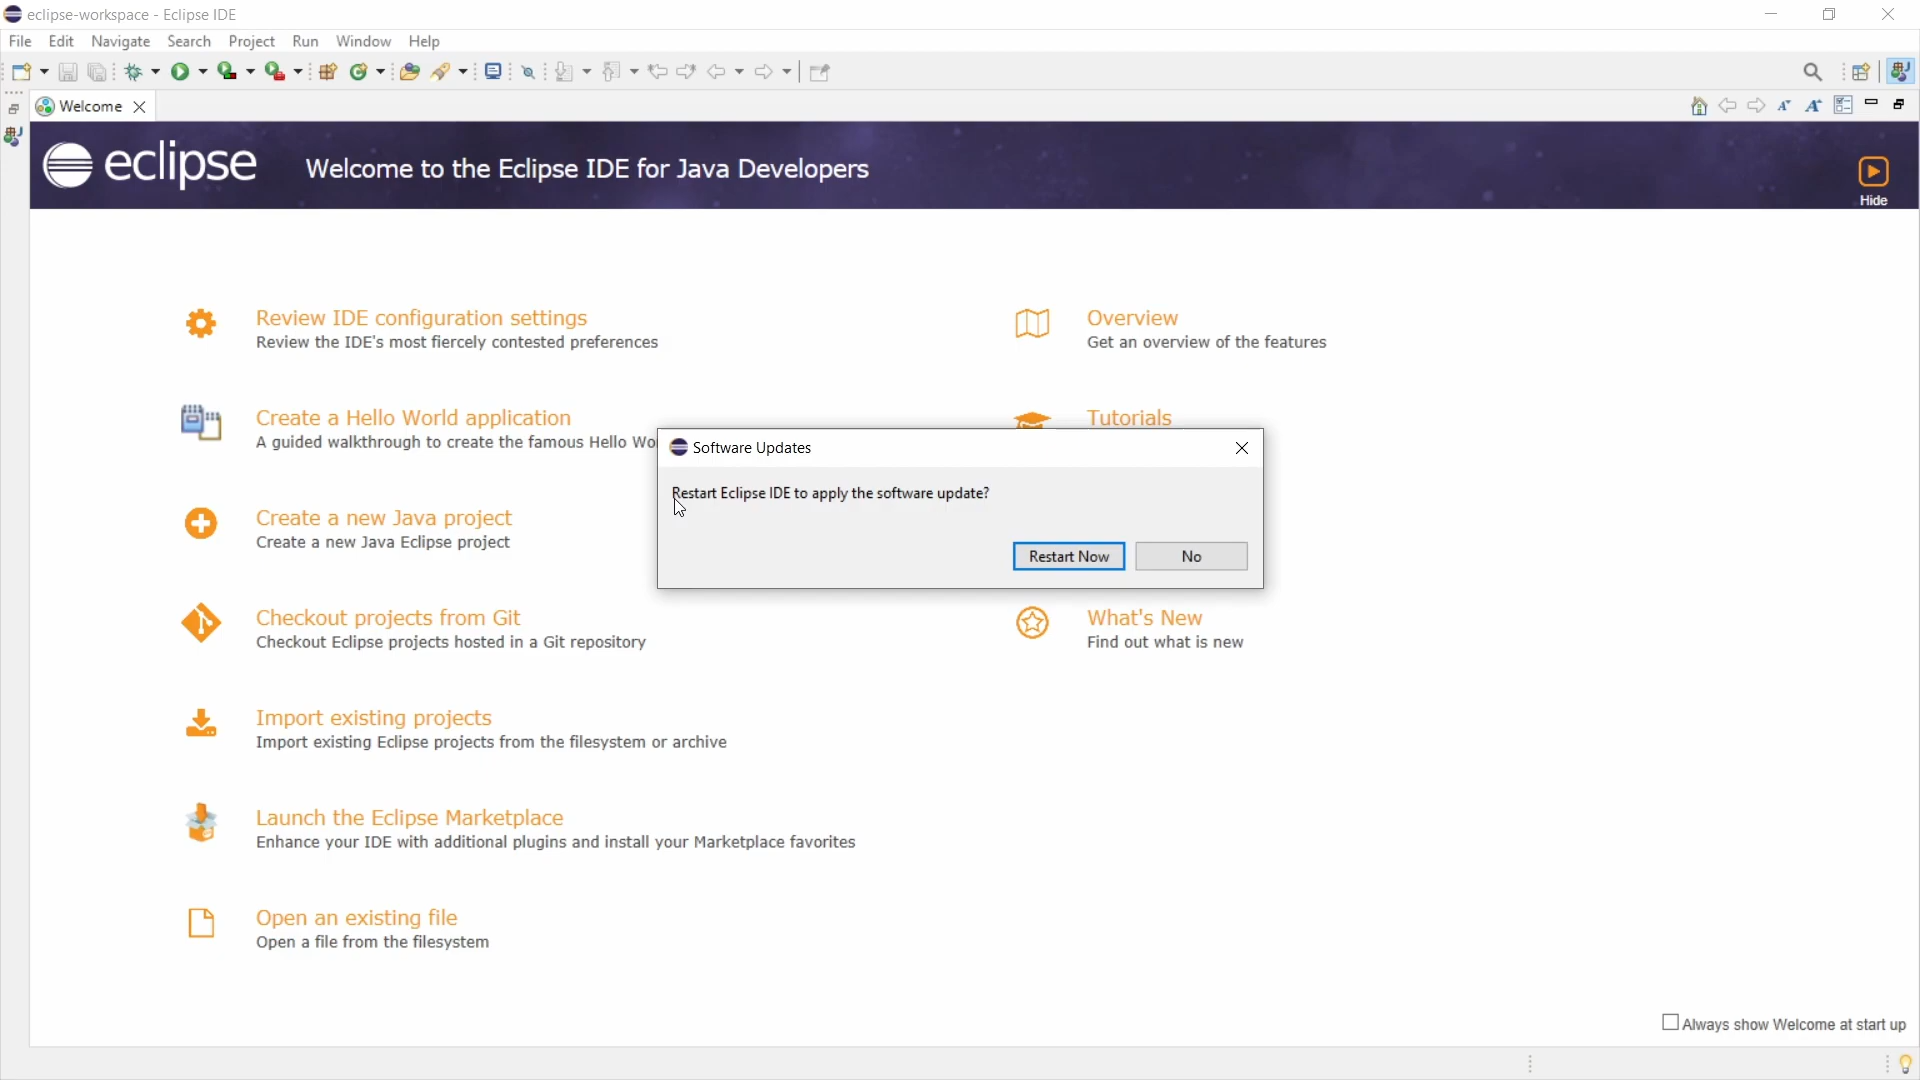 eclipse-workspace - Eclipse IDE
File Edit Navigate Search Project Run Window Help
Welcome
eclipse Welcome to the Eclipse IDE for Java Developers
Hide
Review IDE configuration settings
Review the IDE's most fiercely contested preferences
Overview
Get an overview of the features
Create a Hello World application
A guided walkthrough to create the famous Hello Wo
Tutorials
Software Updates
Restart Eclipse IDE to apply the software update?
Restart Now No
Create a new Java project
Create a new Java Eclipse project
Checkout projects from Git
Checkout Eclipse projects hosted in a Git repository
What's New
Find out what is new
Import existing projects
Import existing Eclipse projects from the filesystem or archive
Launch the Eclipse Marketplace
Enhance your IDE with additional plugins and install your Marketplace favorites
Open an existing file
Open a file from the filesystem
Always show Welcome at start up